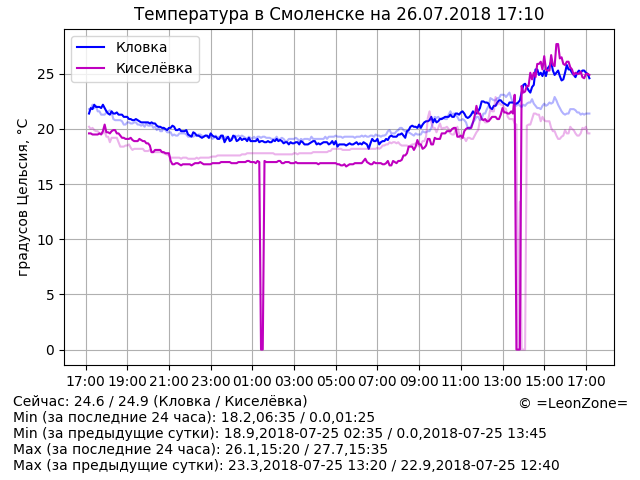 Температура в Смоленске на 26.07.2018 17:10
Кловка
Киселёвка
градусов Цельсия, °C
25
20
15
10
5
0
17:00 19:00 21:00 23:00 01:00 03:00 05:00 07:00 09:00 11:00 13:00 15:00 17:00
Сейчас: 24.6 / 24.9 (Кловка / Киселёвка)
© =LeonZone=
Min (за последние 24 часа): 18.2,06:35 / 0.0,01:25
Min (за предыдущие сутки): 18.9,2018-07-25 02:35 / 0.0,2018-07-25 13:45
Max (за последние 24 часа): 26.1,15:20 / 27.7,15:35
Max (за предыдущие сутки): 23.3,2018-07-25 13:20 / 22.9,2018-07-25 12:40